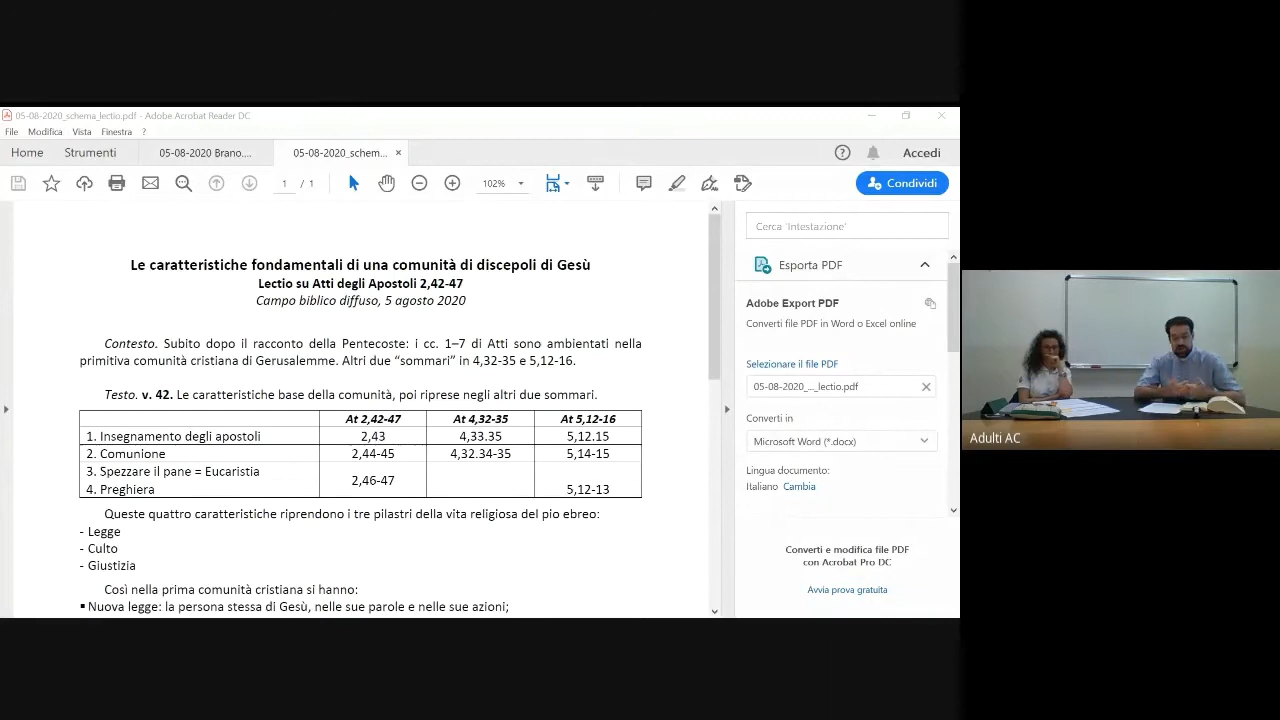 05-08-2020_schema_lectio.pdf - Adobe Acrobat Reader DC
File Modifica Vista Finestra ?
Home Strumenti 05-08-2020 Brano.... 05-08-2020_schem... × Accedi
1 / 1 102% Condividi
Le caratteristiche fondamentali di una comunità di discepoli di Gesù
Lectio su Atti degli Apostoli 2,42-47
Campo biblico diffuso, 5 agosto 2020
Contesto. Subito dopo il racconto della Pentecoste: i cc. 1–7 di Atti sono ambientati nella
primitiva comunità cristiana di Gerusalemme. Altri due “sommari” in 4,32-35 e 5,12-16.
Testo. v. 42. Le caratteristiche base della comunità, poi riprese negli altri due sommari.
At 2,42-47 At 4,32-35 At 5,12-16
1. Insegnamento degli apostoli 2,43 4,33.35 5,12.15
2. Comunione 2,44-45 4,32.34-35 5,14-15
3. Spezzare il pane = Eucaristia
2,46-47
4. Preghiera 5,12-13
Queste quattro caratteristiche riprendono i tre pilastri della vita religiosa del pio ebreo:
- Legge
- Culto
- Giustizia
Così nella prima comunità cristiana si hanno:
▪ Nuova legge: la persona stessa di Gesù, nelle sue parole e nelle sue azioni;
Cerca 'Intestazione'
Esporta PDF
Adobe Export PDF
Converti file PDF in Word o Excel online
Selezionare il file PDF
05-08-2020_..._lectio.pdf
Converti in
Microsoft Word (*.docx)
Lingua documento:
Italiano Cambia
Converti e modifica file PDF
con Acrobat Pro DC
Avvia prova gratuita
Adulti AC